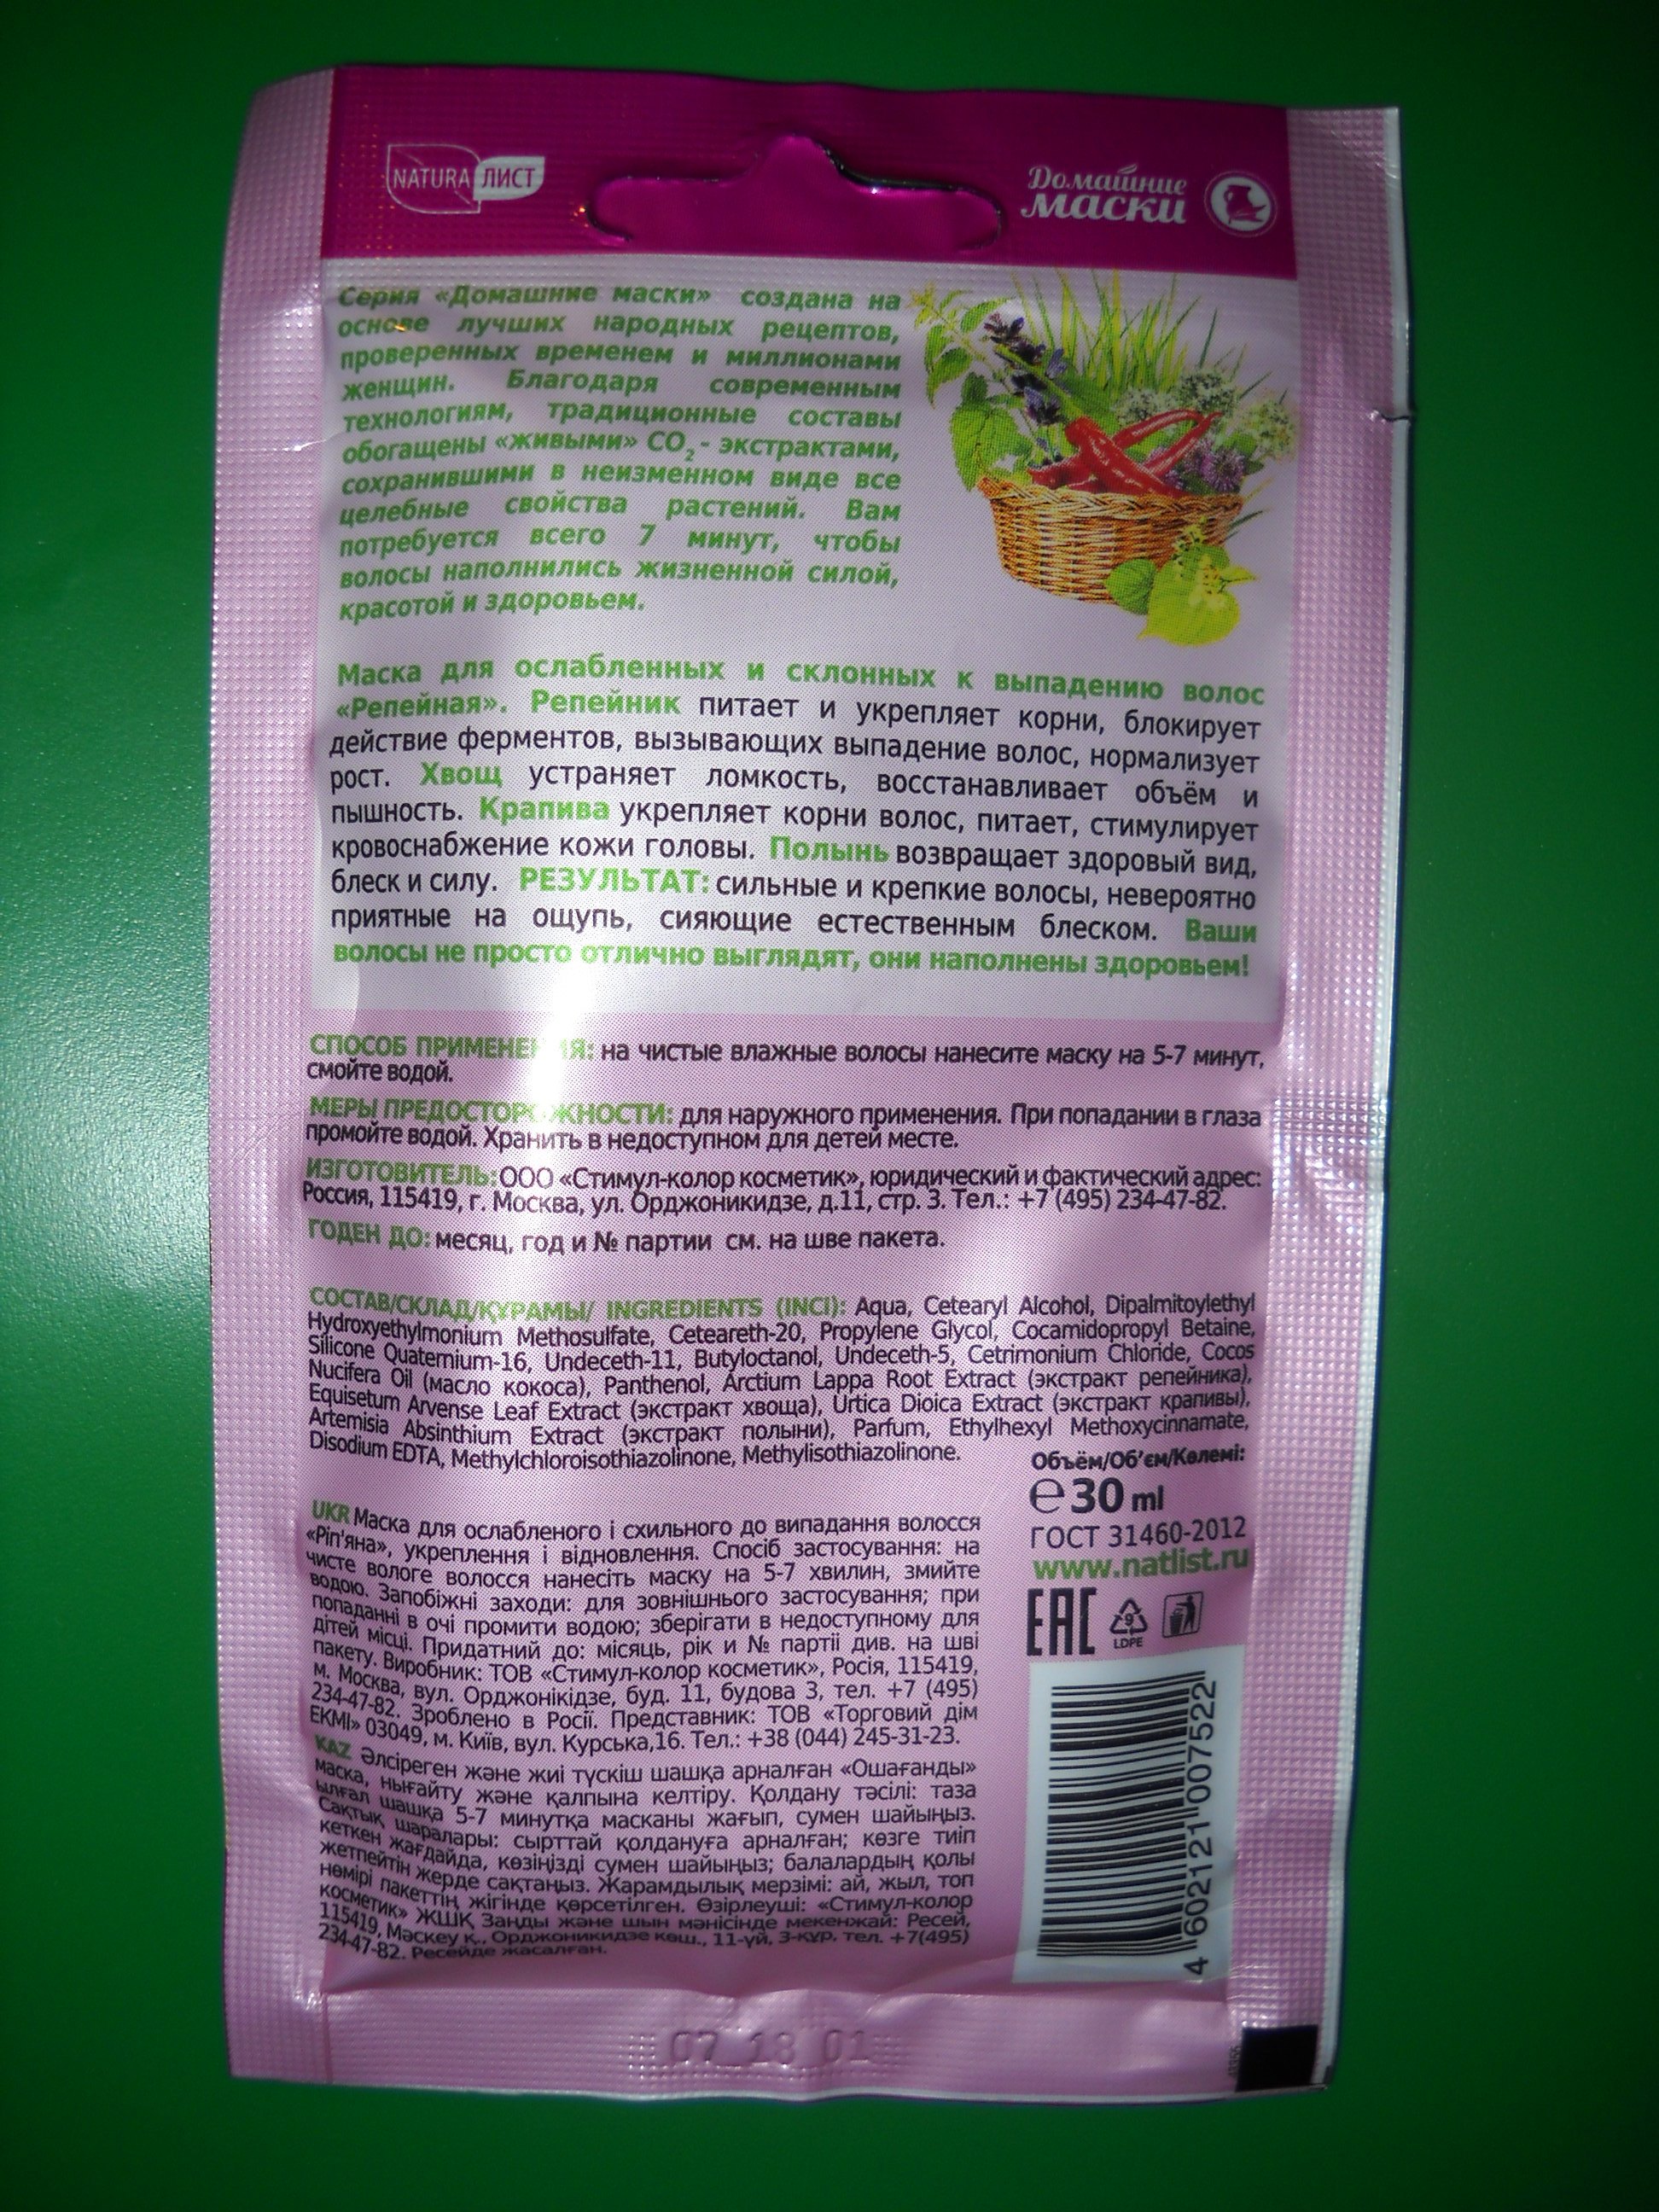 NATURA ЛИСТ
Домашние
маски
Серия «Домашние маски» создана на
основе лучших народных рецептов,
проверенных временем и миллионами
женщин. Благодаря современным
технологиям, традиционные составы
обогащены «живыми» CO2- экстрактами,
сохранившими в неизменном виде все
целебные свойства растений. Вам
потребуется всего 7 минут, чтобы
волосы наполнились жизненной силой,
красотой и здоровьем.
Маска для ослабленных и склонных к выпадению волос
«Репейная». Репейник питает и укрепляет корни, блокирует
действие ферментов, вызывающих выпадение волос, нормализует
рост. Хвощ устраняет ломкость, восстанавливает объём и
пышность. Крапива укрепляет корни волос, питает, стимулирует
кровоснабжение кожи головы. Полынь возвращает здоровый вид,
блеск и силу. РЕЗУЛЬТАТ: сильные и крепкие волосы, невероятно
приятные на ощупь, сияющие естественным блеском. Ваши
волосы не просто отлично выглядят, они наполнены здоровьем!
СПОСОБ ПРИМЕНЕНИЯ: на чистые влажные волосы нанесите маску на 5-7 минут,
смойте водой.
МЕРЫ ПРЕДОСТОРОЖНОСТИ: для наружного применения. При попадании в глаза
промойте водой. Хранить в недоступном для детей месте.
ИЗГОТОВИТЕЛЬ: ООО «Стимул-колор косметик», юридический и фактический адрес:
Россия, 115419, г. Москва, ул. Орджоникидзе, д.11, стр. 3. Тел.: +7 (495) 234-47-82.
ГОДЕН ДО: месяц, год и № партии см. на шве пакета.
СОСТАВ/СКЛАД/ҚҰРАМЫ/ INGREDIENTS (INCI): Aqua, Cetearyl Alcohol, Dipalmitoylethyl
Hydroxyethylmonium Methosulfate, Ceteareth-20, Propylene Glycol, Cocamidopropyl Betaine,
Silicone Quaternium-16, Undeceth-11, Butyloctanol, Undeceth-5, Cetrimonium Chloride, Cocos
Nucifera Oil (масло кокоса), Panthenol, Arctium Lappa Root Extract (экстракт репейника),
Equisetum Arvense Leaf Extract (экстракт хвоща), Urtica Dioica Extract (экстракт крапивы),
Artemisia Absinthium Extract (экстракт полыни), Parfum, Ethylhexyl Methoxycinnamate,
Disodium EDTA, Methylchloroisothiazolinone, Methylisothiazolinone.
Объём/Об'єм/Көлемі:
℮ 30 ml
ГОСТ 31460-2012
www.natlist.ru
EAC
9
LDPE
UKR Маска для ослабленого і схильного до випадання волосся
«Ріп'яна», укреплення і відновлення. Спосіб застосування: на
чисте вологе волосся нанесіть маску на 5-7 хвилин, змийте
водою. Запобіжні заходи: для зовнішнього застосування; при
попаданні в очі промити водою; зберігати в недоступному для
дітей місці. Придатний до: місяць, рік и № партії див. на шві
пакету. Виробник: ТОВ «Стимул-колор косметик», Росія, 115419,
м. Москва, вул. Орджонікідзе, буд. 11, будова 3, тел. +7 (495)
234-47-82. Зроблено в Росії. Представник: ТОВ «Торговий дім
ЕКМІ» 03049, м. Київ, вул. Курська,16. Тел.: +38 (044) 245-31-23.
KAZ Әлсіреген және жиі түскіш шашқа арналған «Ошағанды»
маска, нығайту және қалпына келтіру. Қолдану тәсілі: таза
ылғал шашқа 5-7 минутқа масканы жағып, сумен шайыңыз.
Сақтық шаралары: сырттай қолдануға арналған; көзге тиіп
кеткен жағдайда, көзіңізді сумен шайыңыз; балалардың қолы
жетпейтін жерде сақтаңыз. Жарамдылық мерзімі: ай, жыл, топ
нөмірі пакеттің жігінде көрсетілген. Өзірлеуші: «Стимул-колор
косметик» ЖШҚ Заңды және шын мәнісінде мекенжай: Ресей,
115419, Мәскеу қ., Орджоникидзе көш., 11-үй, 3-құр. тел. +7(495)
234-47-82. Ресейде жасалған.
4 602121 007522
07 18 01